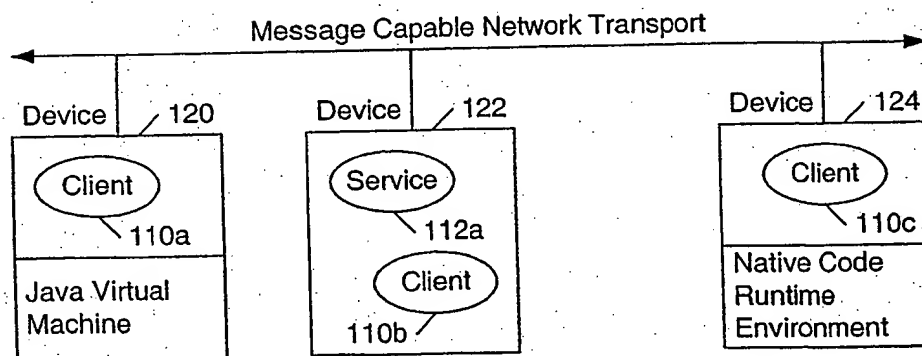 Message Capable Network Transport
Device 120
Device 122
Device 124
Client
110a
Java Virtual
Machine
Service
112a
Client
110b
Client
110c
Native Code
Runtime
Environment